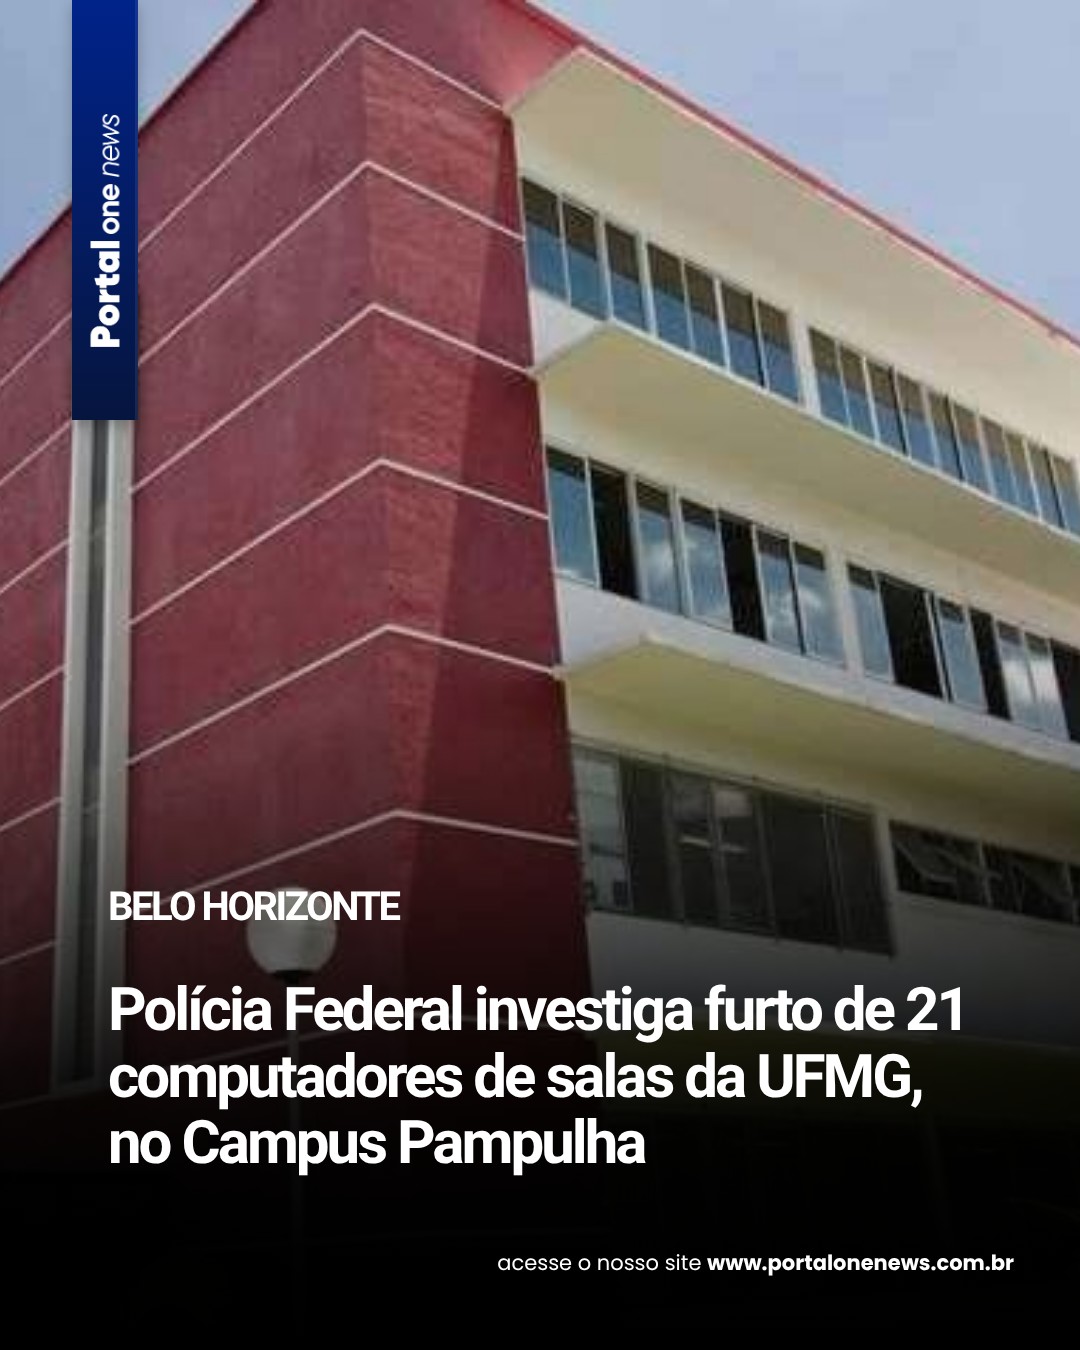 Portal one news
BELO HORIZONTE
Polícia Federal investiga furto de 21
computadores de salas da UFMG,
no Campus Pampulha
acesse o nosso site www.portalonenews.com.br